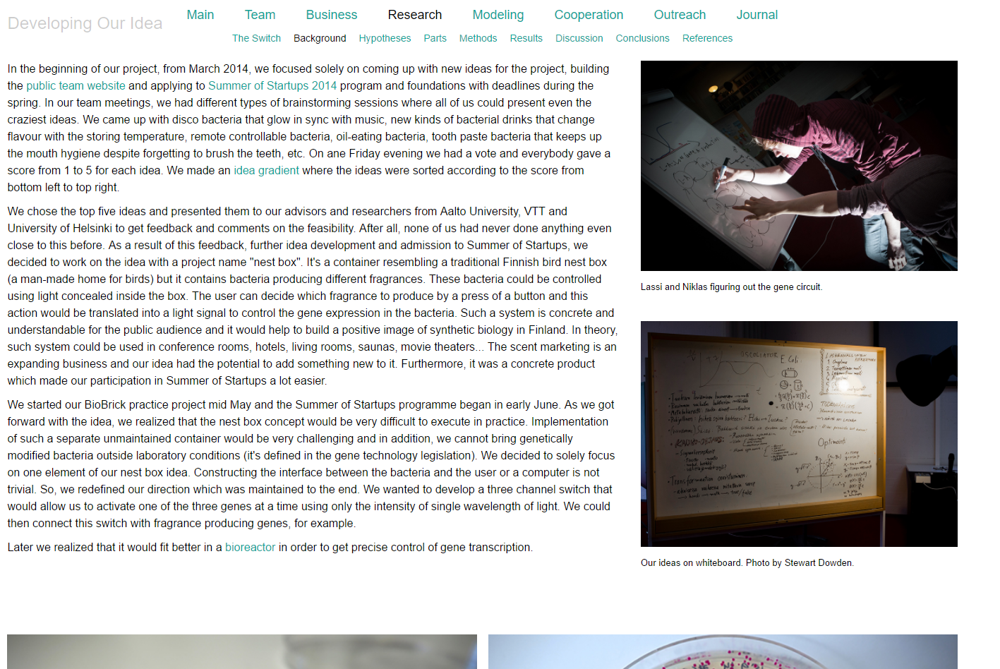 Developing Our Idea
Main Team Business Research Modeling Cooperation Outreach Journal
The Switch Background Hypotheses Parts Methods Results Discussion Conclusions References
In the beginning of our project, from March 2014, we focused solely on coming up with new ideas for the project, building
the public team website and applying to Summer of Startups 2014 program and foundations with deadlines during the
spring. In our team meetings, we had different types of brainstorming sessions where all of us could present even the
craziest ideas. We came up with disco bacteria that glow in sync with music, new kinds of bacterial drinks that change
flavour with the storing temperature, remote controllable bacteria, oil-eating bacteria, tooth paste bacteria that keeps up
the mouth hygiene despite forgetting to brush the teeth, etc. On ane Friday evening we had a vote and everybody gave a
score from 1 to 5 for each idea. We made an idea gradient where the ideas were sorted according to the score from
bottom left to top right.
We chose the top five ideas and presented them to our advisors and researchers from Aalto University, VTT and
University of Helsinki to get feedback and comments on the feasibility. After all, none of us had never done anything even
close to this before. As a result of this feedback, further idea development and admission to Summer of Startups, we
decided to work on the idea with a project name "nest box". It's a container resembling a traditional Finnish bird nest box
(a man-made home for birds) but it contains bacteria producing different fragrances. These bacteria could be controlled
using light concealed inside the box. The user can decide which fragrance to produce by a press of a button and this
action would be translated into a light signal to control the gene expression in the bacteria. Such a system is concrete and
understandable for the public audience and it would help to build a positive image of synthetic biology in Finland. In theory,
such system could be used in conference rooms, hotels, living rooms, saunas, movie theaters... The scent marketing is an
expanding business and our idea had the potential to add something new to it. Furthermore, it was a concrete product
which made our participation in Summer of Startups a lot easier.
We started our BioBrick practice project mid May and the Summer of Startups programme began in early June. As we got
forward with the idea, we realized that the nest box concept would be very difficult to execute in practice. Implementation
of such a separate unmaintained container would be very challenging and in addition, we cannot bring genetically
modified bacteria outside laboratory conditions (it's defined in the gene technology legislation). We decided to solely focus
on one element of our nest box idea. Constructing the interface between the bacteria and the user or a computer is not
trivial. So, we redefined our direction which was maintained to the end. We wanted to develop a three channel switch that
would allow us to activate one of the three genes at a time using only the intensity of single wavelength of light. We could
then connect this switch with fragrance producing genes, for example.
Later we realized that it would fit better in a bioreactor in order to get precise control of gene transcription.
Lassi and Niklas figuring out the gene circuit.
OSCILLATOR
E Coli
Optimointi
Our ideas on whiteboard. Photo by Stewart Dowden.